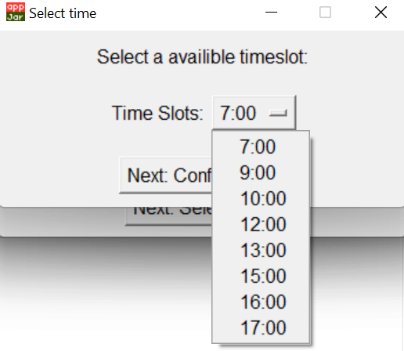 app
Jar
Select time
Select a availible timeslot:
Time Slots: 7:00
7:00
9:00
10:00
12:00
13:00
15:00
16:00
17:00
Next: Conf
Next: Sele